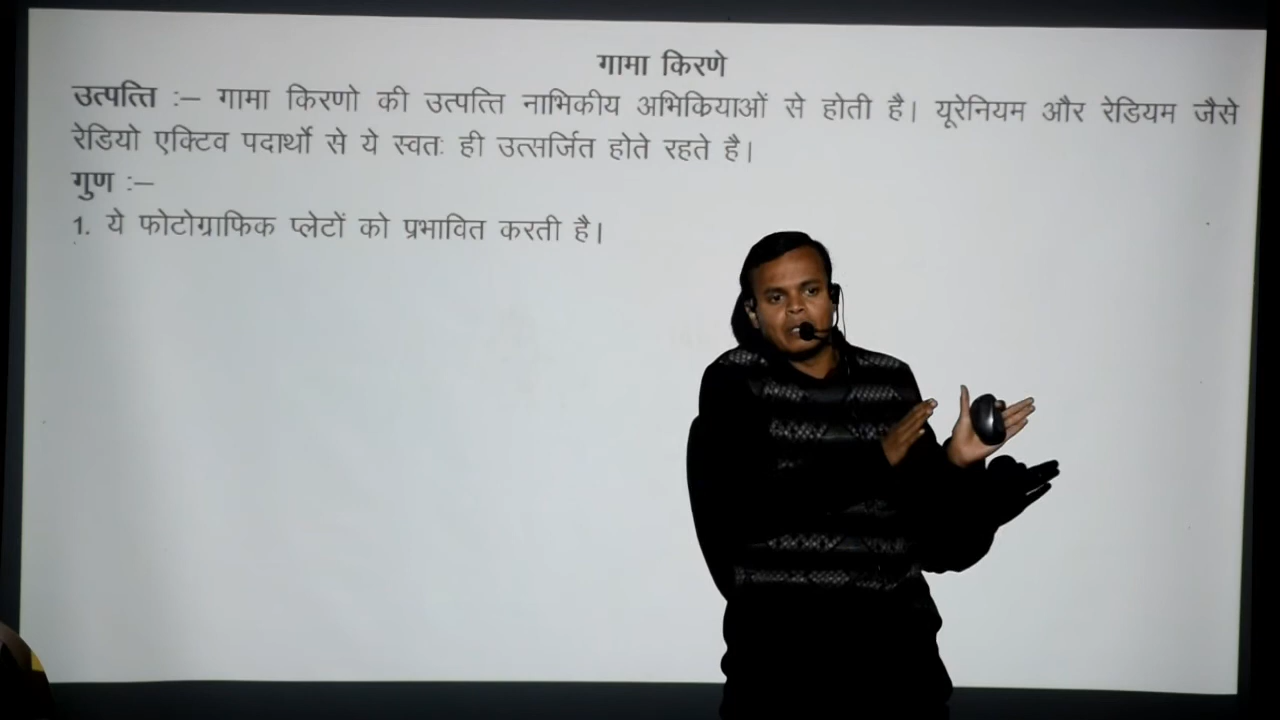 गामा किरणे
उत्पत्ति :– गामा किरणो की उत्पत्ति नाभिकीय अभिकियाओं से होती है। यूरेनियम और रेडियम जैसे
रेडियो एक्टिव पदार्थो से ये स्वतः ही उत्सर्जित होते रहते है।
गुण :–
1. ये फोटोग्राफिक प्लेटों को प्रभावित करती है।